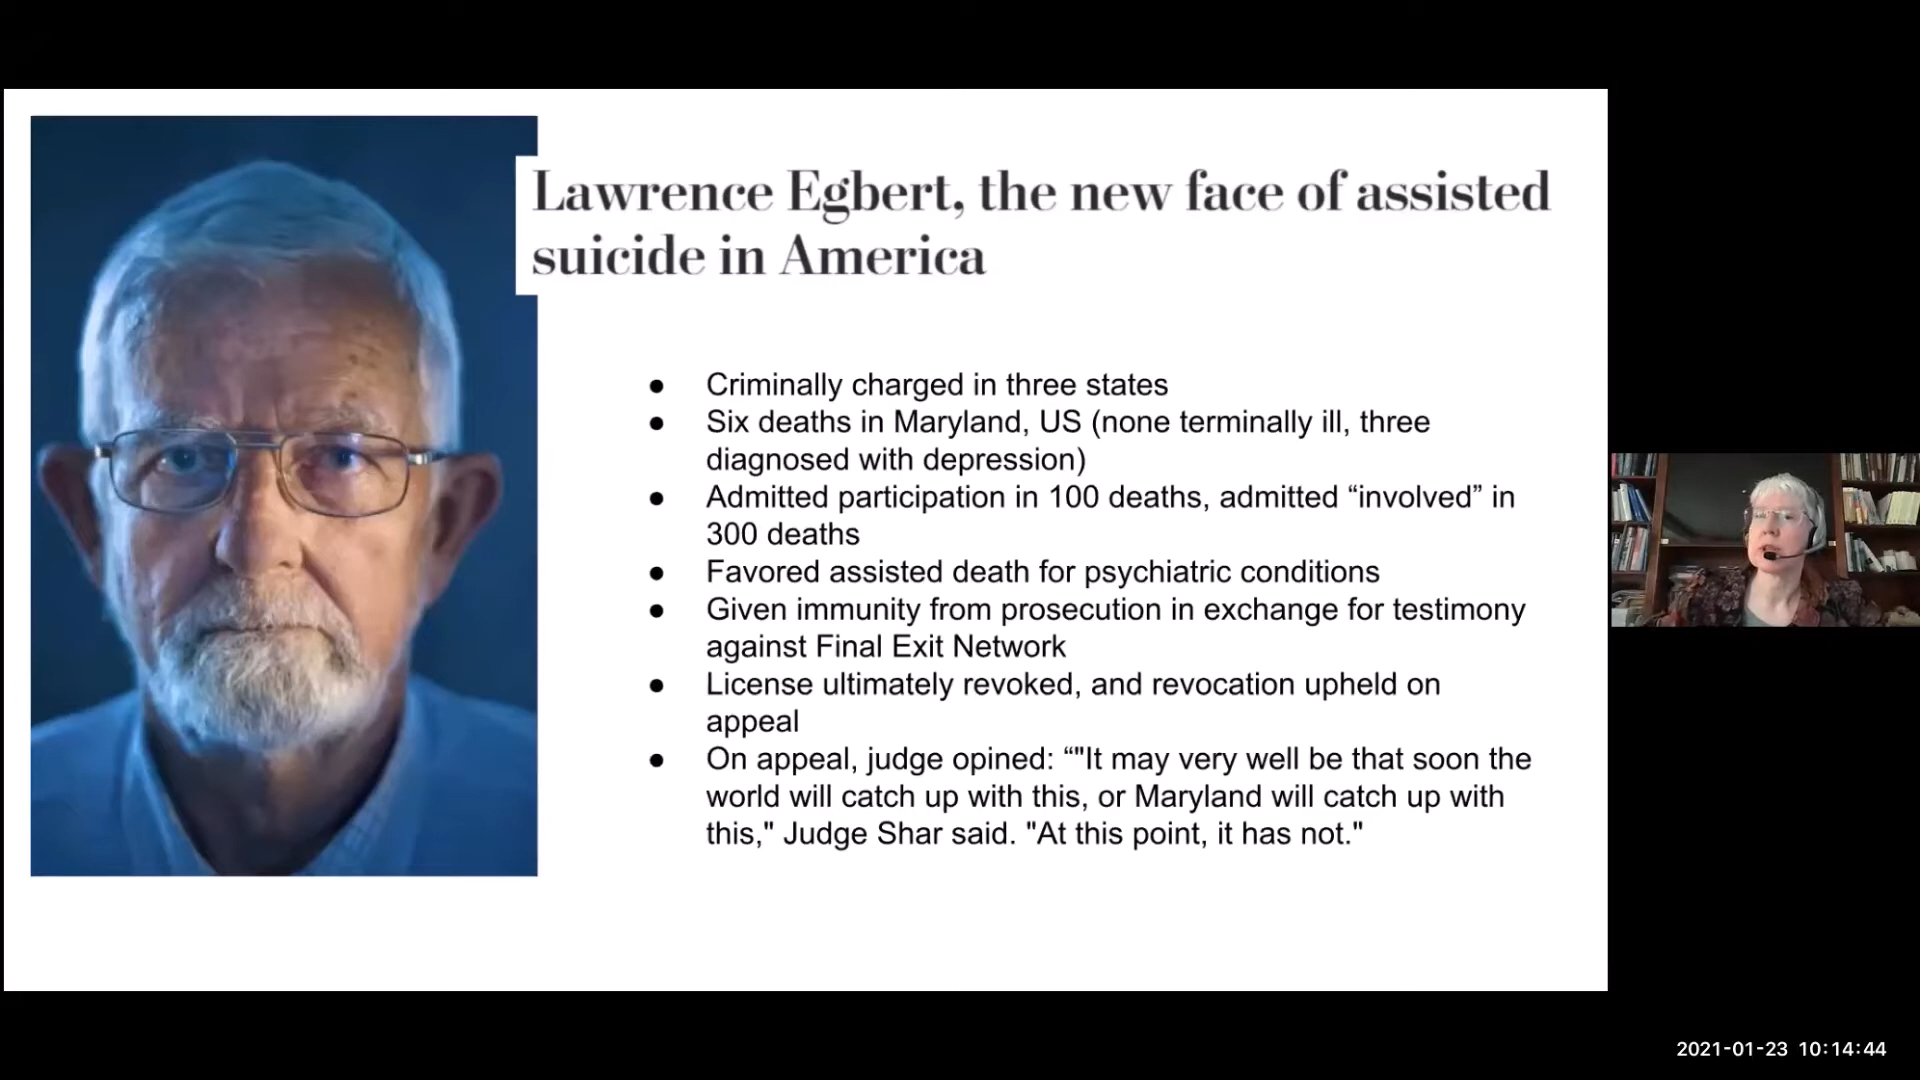 Lawrence Egbert, the new face of assisted
suicide in America
● Criminally charged in three states
● Six deaths in Maryland, US (none terminally ill, three
diagnosed with depression)
● Admitted participation in 100 deaths, admitted “involved” in
300 deaths
● Favored assisted death for psychiatric conditions
● Given immunity from prosecution in exchange for testimony
against Final Exit Network
● License ultimately revoked, and revocation upheld on
appeal
● On appeal, judge opined: “"It may very well be that soon the
world will catch up with this, or Maryland will catch up with
this," Judge Shar said. "At this point, it has not."
2021-01-23 10:14:44